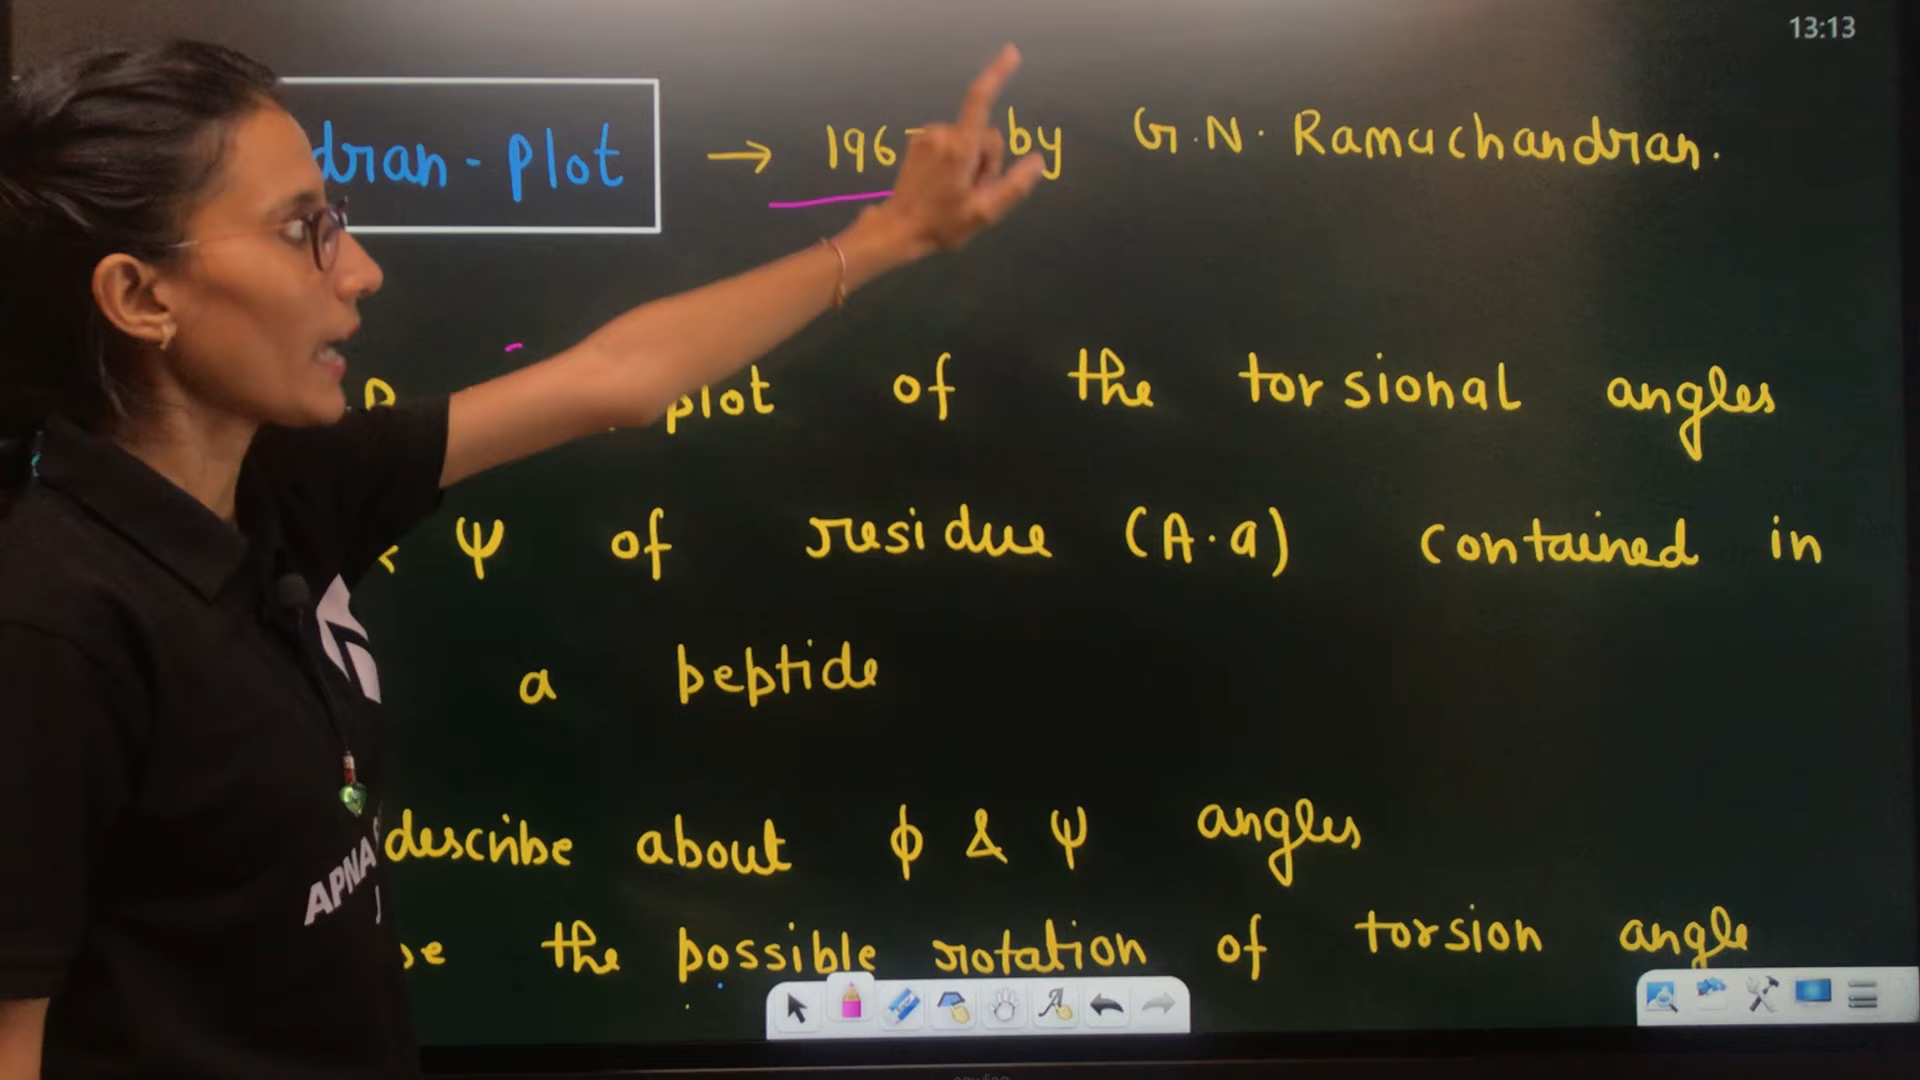 13:13
dran-Plot → 196 by G.N. Ramachandran.
plot of the torsional angles
ψ of residue (A.a) contained in
a peptide
describe about ϕ & ψ angles
the possible rotation of torsion angle
APNA